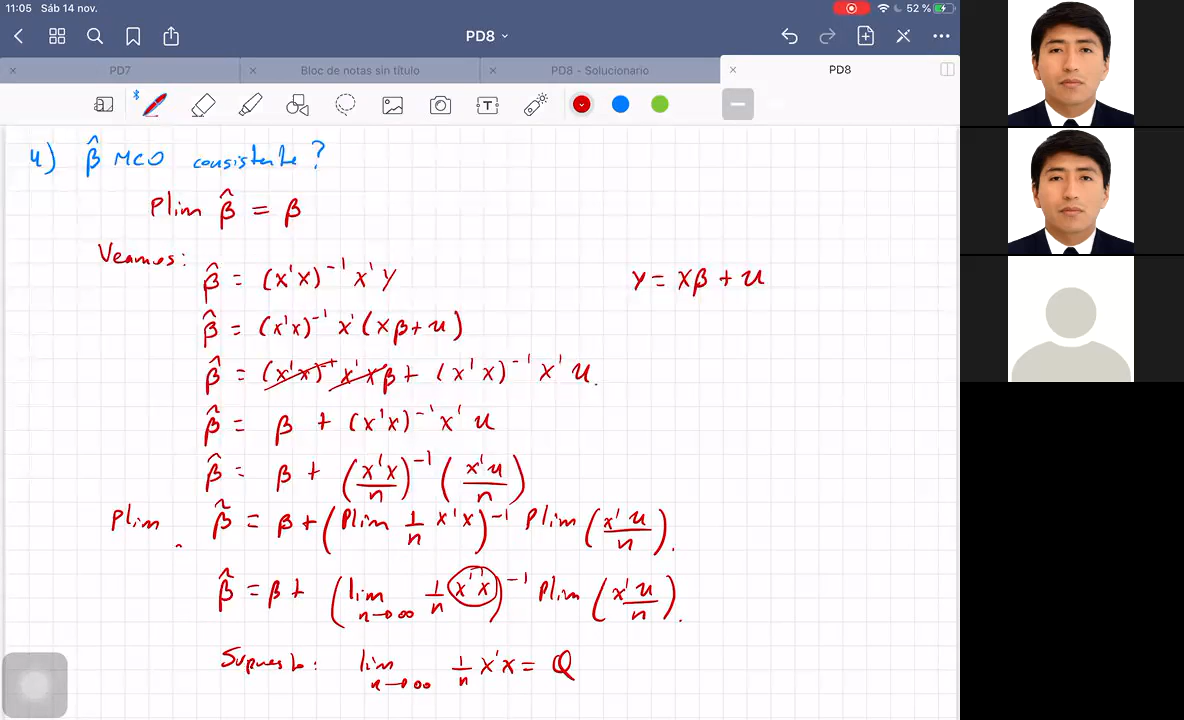 11:05 Sáb 14 nov. 52 %
PD8
PD7 Bloc de notas sin título PD8 - Solucionario PD8
4) β̂ MCO consistente?
Plim β̂ = β
Veamos:
β̂ = (X'X)⁻¹ X'Y Y = Xβ + u
β̂ = (X'X)⁻¹ X'(Xβ + u)
β̂ = (X'X)⁻¹ X'Xβ + (X'X)⁻¹ X'u.
β̂ = β + (X'X)⁻¹ X'u
β̂ = β + (X'X/n)⁻¹ (X'u/n)
Plim β̂ = β + (Plim 1/n X'X)⁻¹ Plim (X'u/n).
β̂ = β + (lim n→∞ 1/n X'X)⁻¹ Plim (X'u/n).
Supuesto: lim n→∞ 1/n X'X = Q